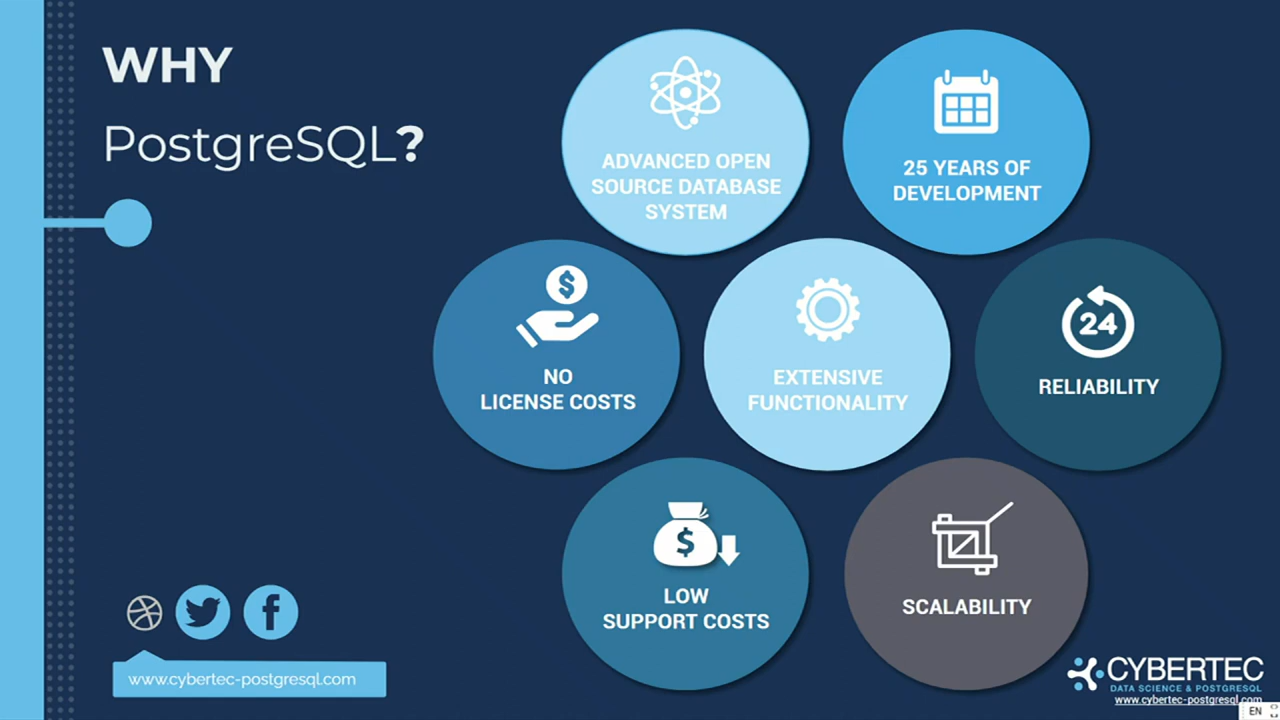 WHY
PostgreSQL?
ADVANCED OPEN
SOURCE DATABASE
SYSTEM
25 YEARS OF
DEVELOPMENT
$
NO
LICENSE COSTS
EXTENSIVE
FUNCTIONALITY
24
RELIABILITY
$
LOW
SUPPORT COSTS
SCALABILITY
www.cybertec-postgresql.com
CYBERTEC
DATA SCIENCE & POSTGRESQL
www.cybertec-postgresql.com
EN